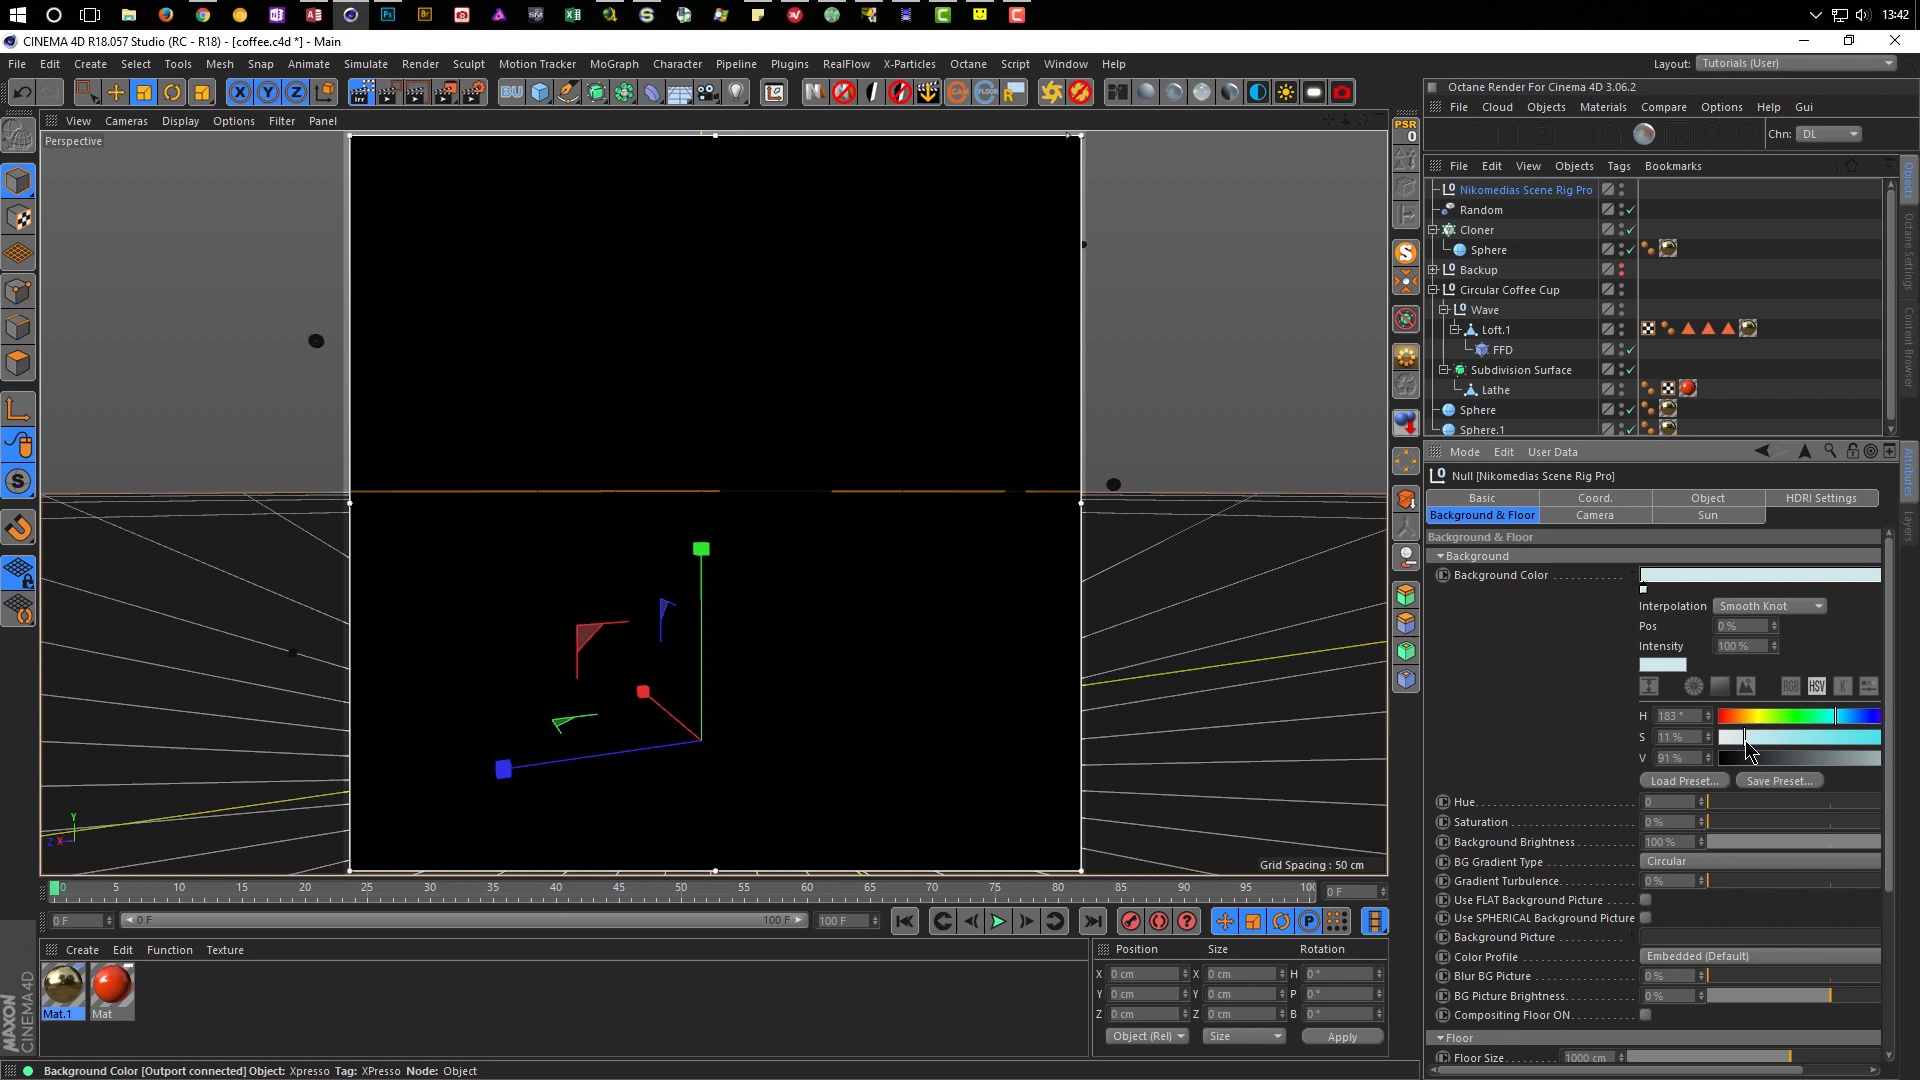 13:42
CINEMA 4D R18.057 Studio (RC - R18) - [coffee.c4d *] - Main
File Edit Create Select Tools Mesh Snap Animate Simulate Render Sculpt Motion Tracker MoGraph Character Pipeline Plugins RealFlow X-Particles Octane Script Window Help
Layout: Tutorials (User)
Octane Render For Cinema 4D 3.06.2
File Cloud Objects Materials Compare Options Help Gui
Chn: DL
View Cameras Display Options Filter Panel
Perspective
PSR
0
File Edit View Objects Tags Bookmarks
Nikomedias Scene Rig Pro
Random
Cloner
Sphere
Backup
Circular Coffee Cup
Wave
Loft.1
FFD
Subdivision Surface
Lathe
Sphere
Sphere.1
Objects
Octane Settings
Content Browser
Attributes
Layers
Mode Edit User Data
Null [Nikomedias Scene Rig Pro]
Basic Coord. Object HDRI Settings
Background & Floor Camera Sun
Background & Floor
Background
Background Color
Interpolation Smooth Knot
Pos 0 %
Intensity 100 %
RGB HSV K
H 183 °
S 11 %
V 91 %
Load Preset... Save Preset...
Hue 0
Saturation 0 %
Background Brightness 100 %
BG Gradient Type Circular
Gradient Turbulence 0 %
Use FLAT Background Picture
Use SPHERICAL Background Picture
Background Picture
Color Profile Embedded (Default)
Blur BG Picture 0 %
BG Picture Brightness 0 %
Compositing Floor ON
Floor
Floor Size 1000 cm
Y
Z X
Grid Spacing : 50 cm
0 5 10 15 20 25 30 35 40 45 50 55 60 65 70 75 80 85 90 95 100 0 F
0 F 0 F 100 F 100 F
Create Edit Function Texture
Mat.1 Mat
Position Size Rotation
X 0 cm X 0 cm H 0 °
Y 0 cm Y 0 cm P 0 °
Z 0 cm Z 0 cm B 0 °
Object (Rel) Size Apply
MAXON
CINEMA 4D
Background Color [Outport connected] Object: Xpresso Tag: XPresso Node: Object